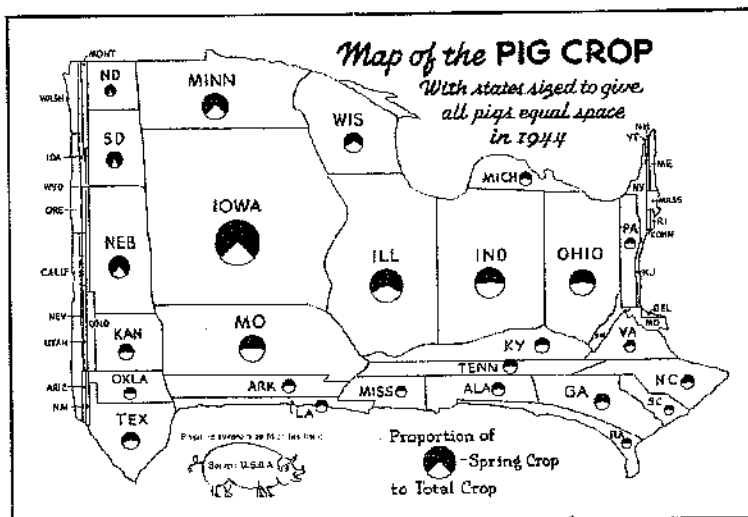 Map of the PIG CROP
With states sized to give
all pigs equal space
in 1944
MONT
ND
MINN
WASH
WIS
SD
IDA
WYO
ORE
MICH
NH
VT
ME
NY
MASS
RI
CONN
PA
NEB
IOWA
ILL
IND
OHIO
CALIF
NJ
NEV
COLO
UTAH
KAN
MO
DEL
MD
VA
KY
TENN
ARIZ
OKLA
ARK
MISS
ALA
GA
NC
SC
N.M
LA
TEX
FLA
Source: U.S.D.A.
Proportion of
-Spring Crop
to Total Crop